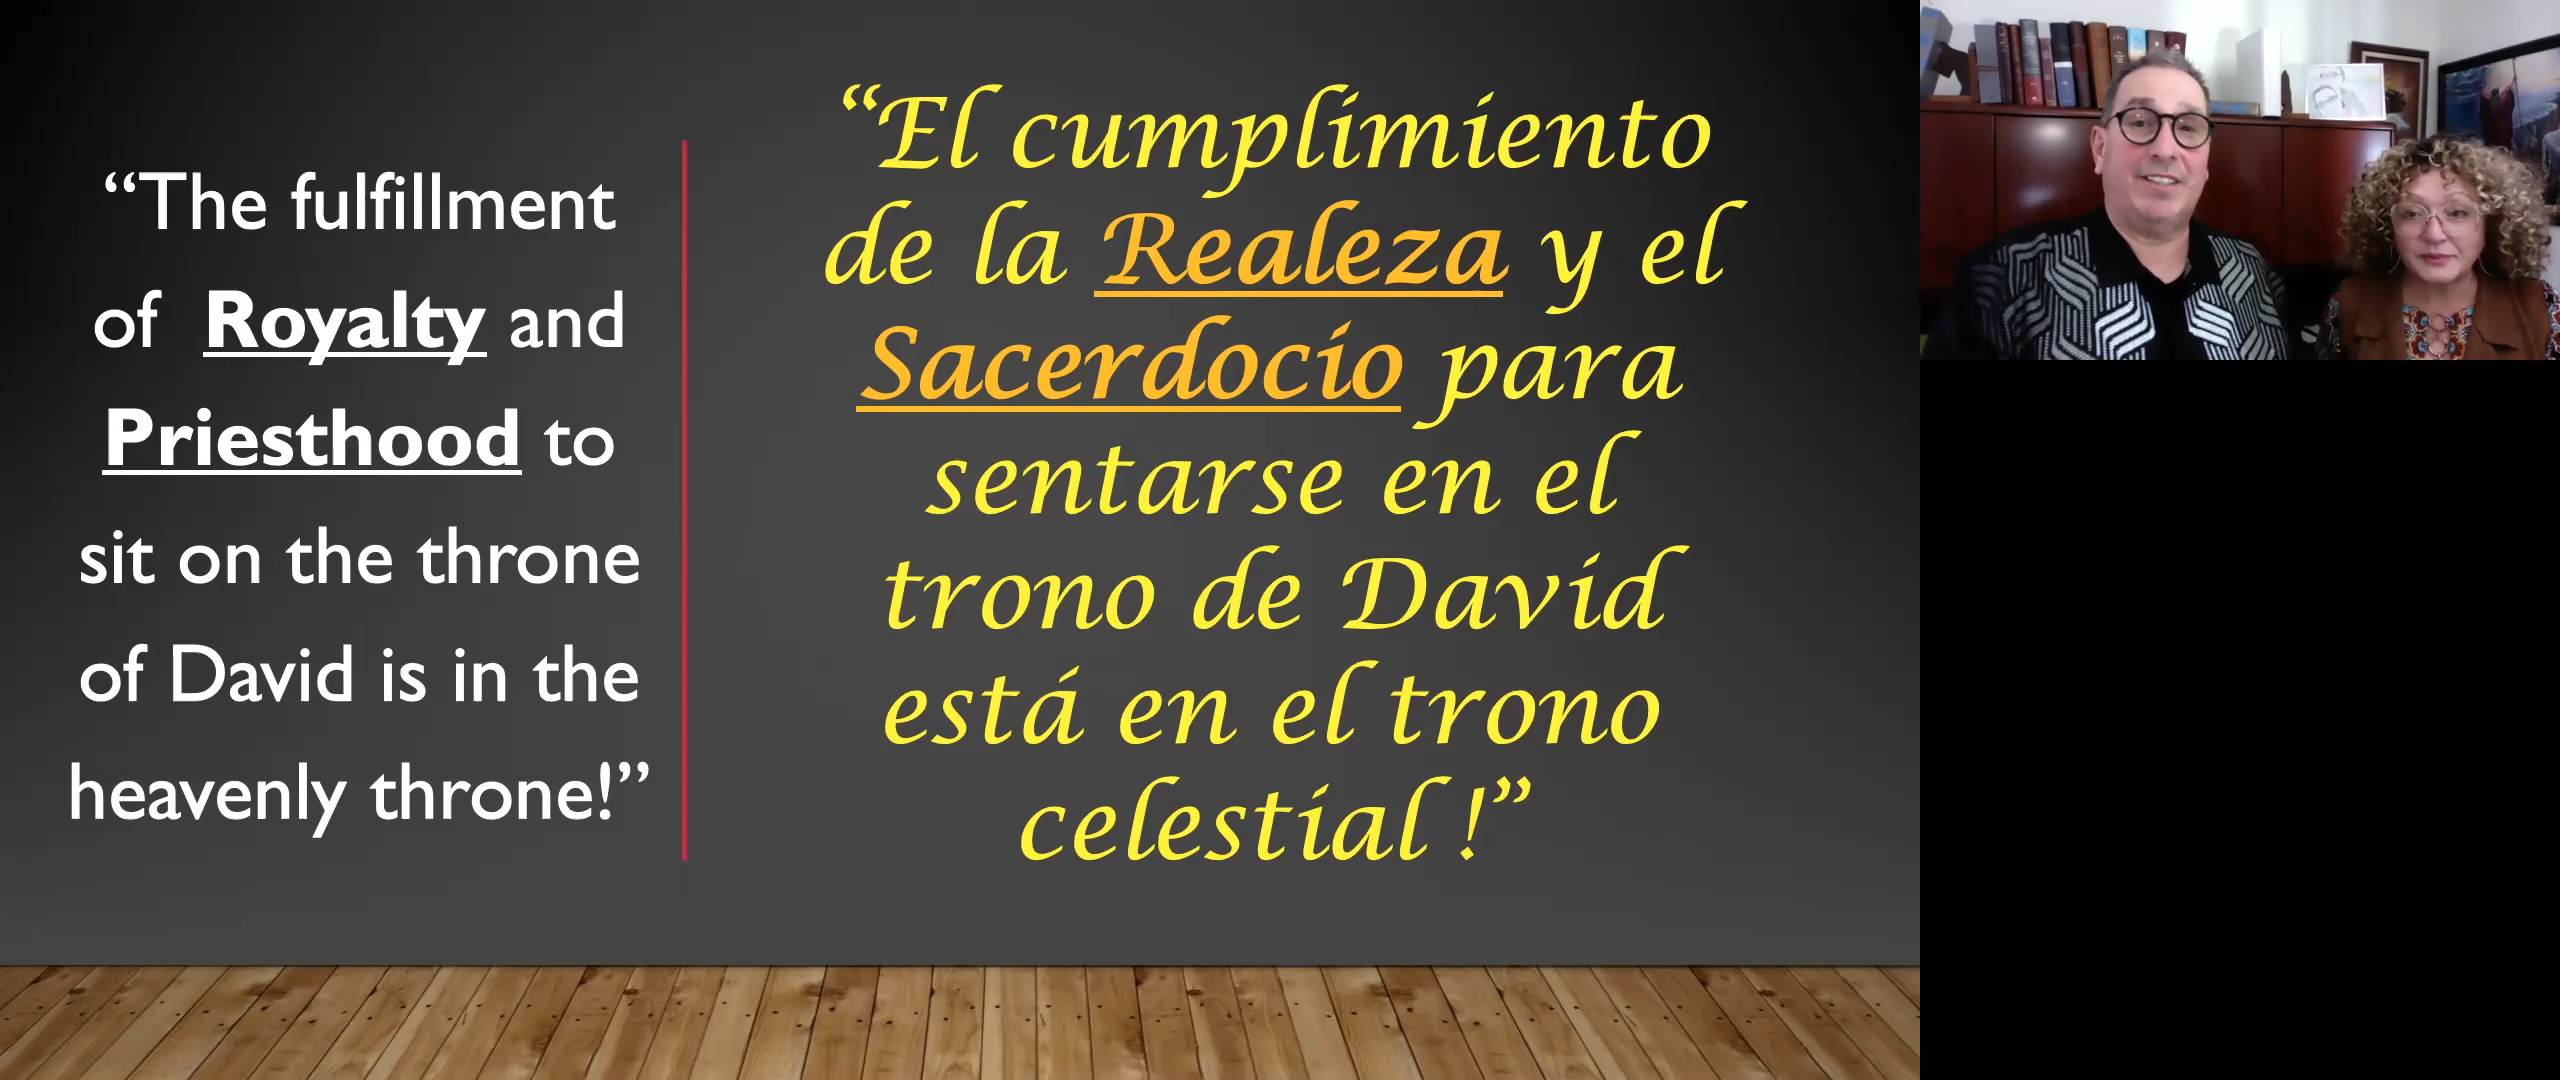 “The fulfillment
of Royalty and
Priesthood to
sit on the throne
of David is in the
heavenly throne!”
“El cumplimiento
de la Realeza y el
Sacerdocio para
sentarse en el
trono de David
está en el trono
celestial !”